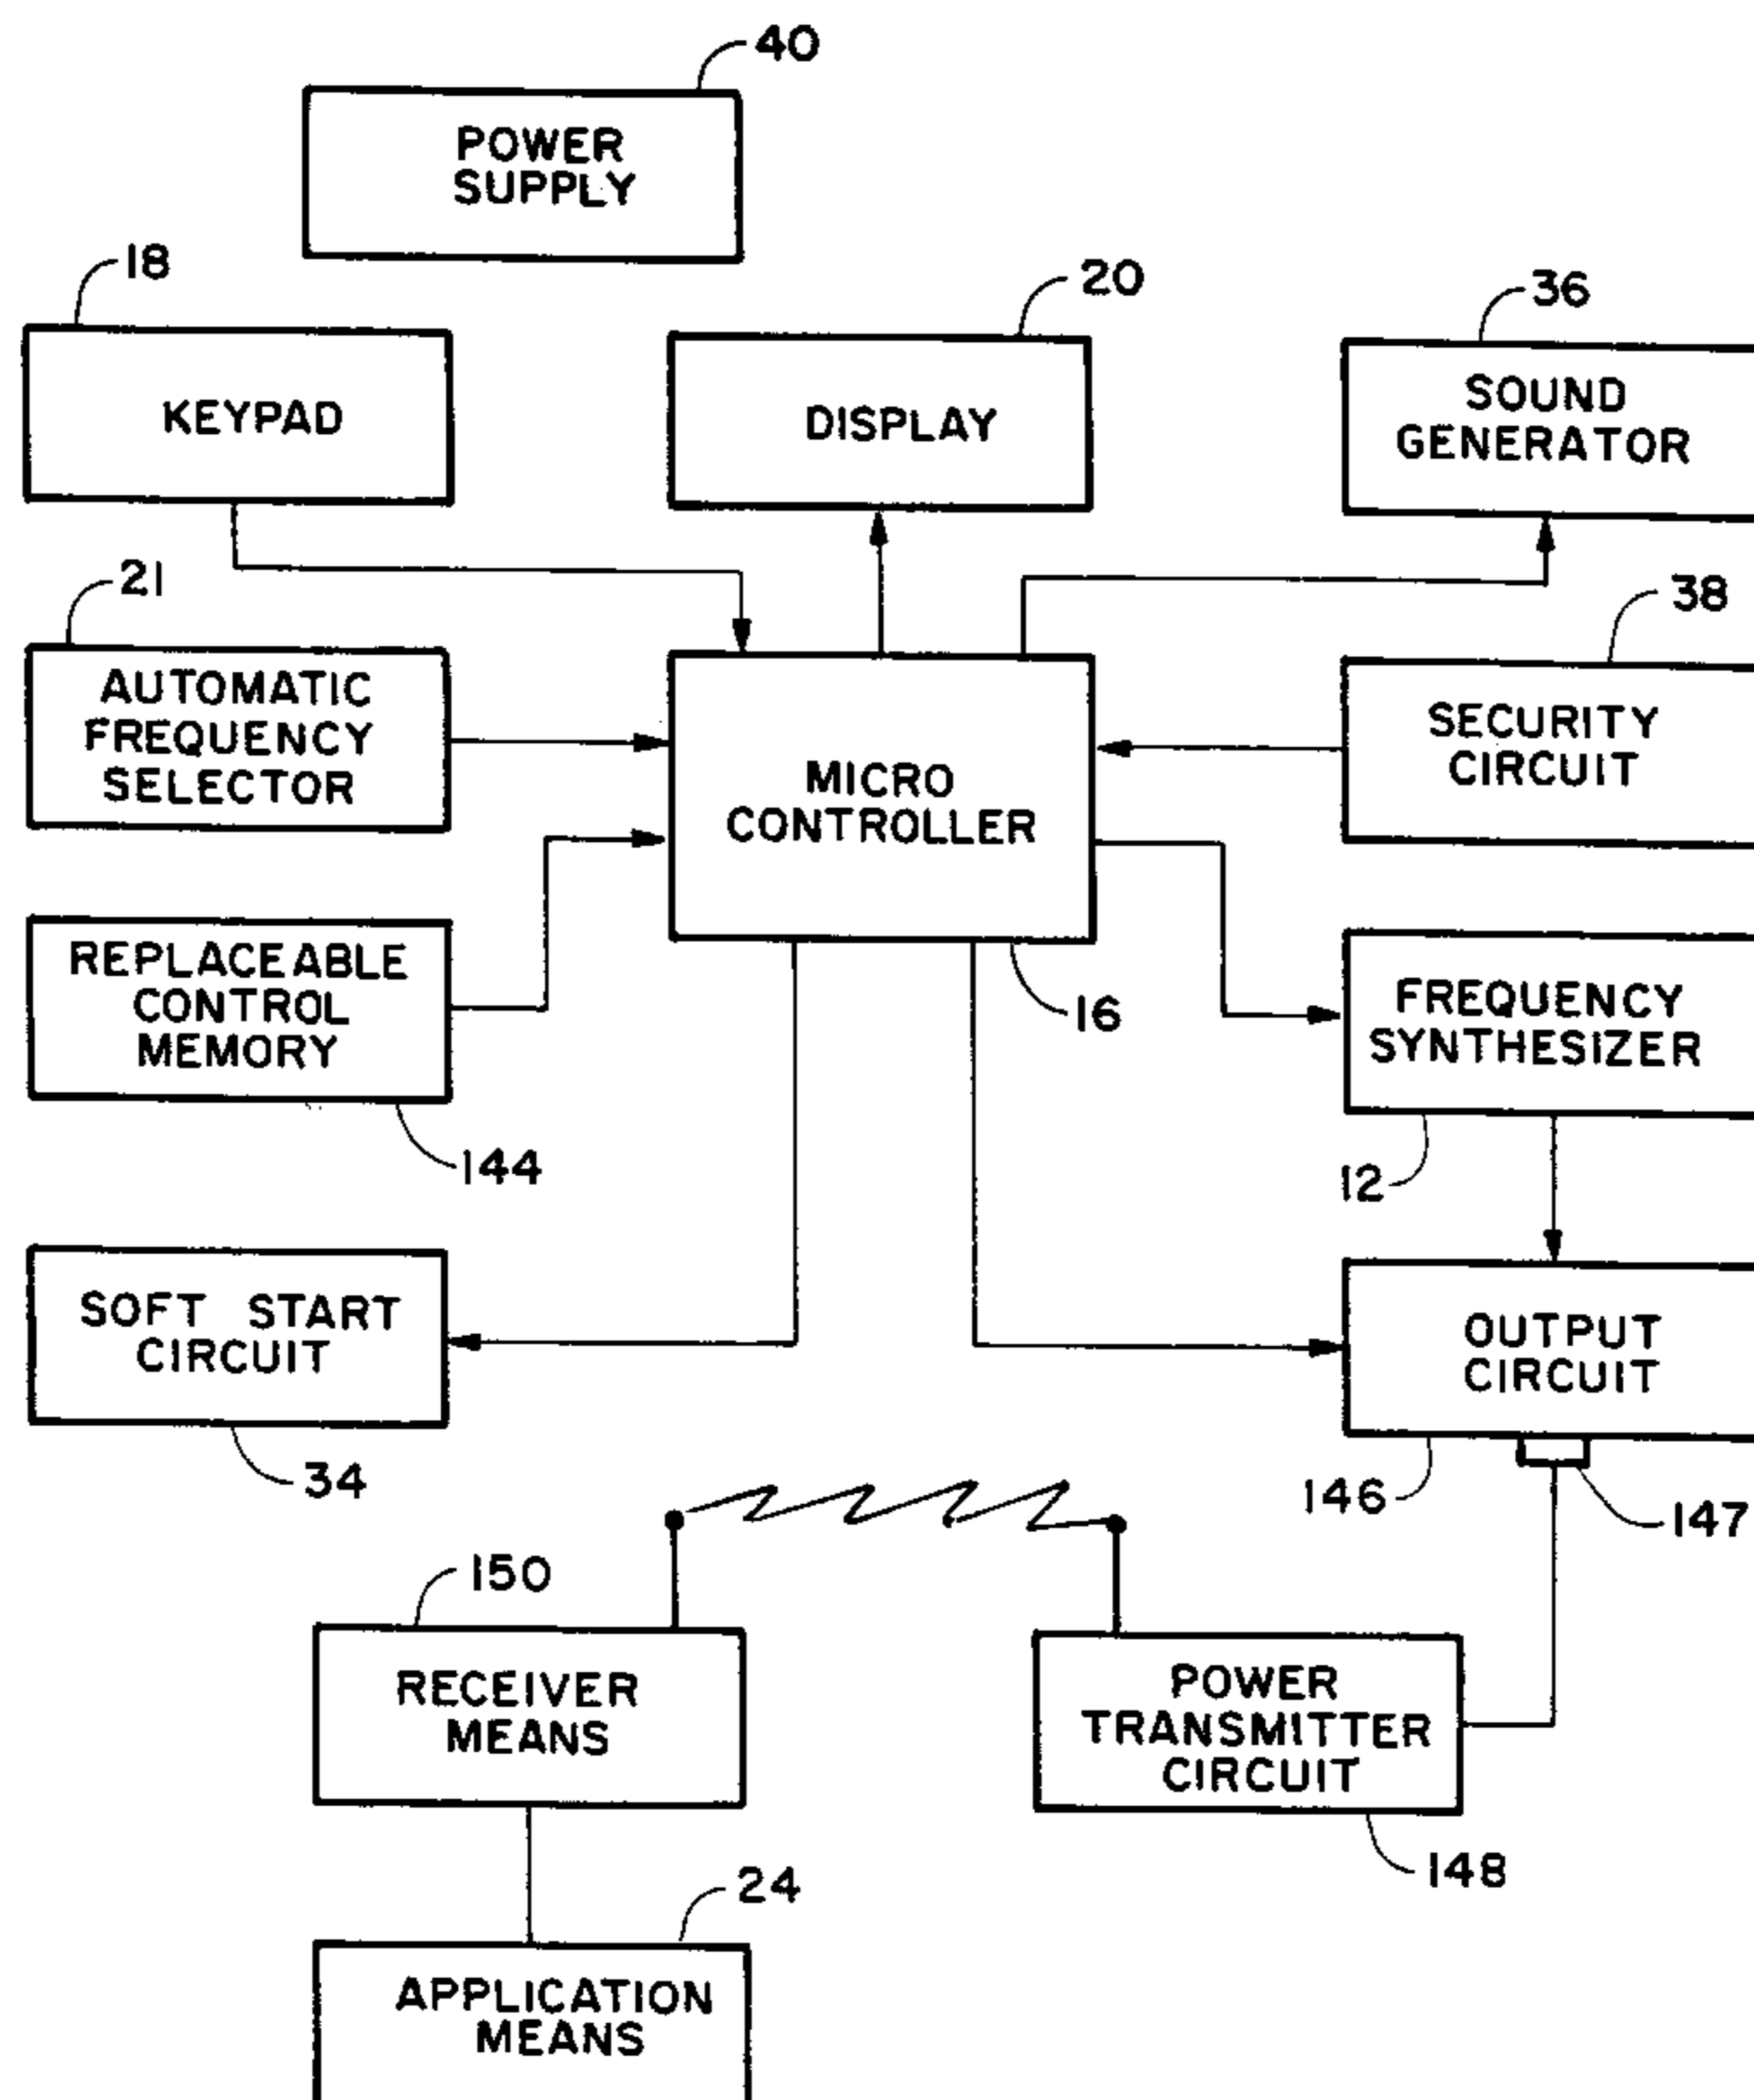 40
POWER
SUPPLY
18
KEYPAD
20
DISPLAY
36
SOUND
GENERATOR
21
AUTOMATIC
FREQUENCY
SELECTOR
MICRO
CONTROLLER
16
38
SECURITY
CIRCUIT
REPLACEABLE
CONTROL
MEMORY
144
FREQUENCY
SYNTHESIZER
12
SOFT START
CIRCUIT
34
OUTPUT
CIRCUIT
146
147
150
RECEIVER
MEANS
POWER
TRANSMITTER
CIRCUIT
148
24
APPLICATION
MEANS